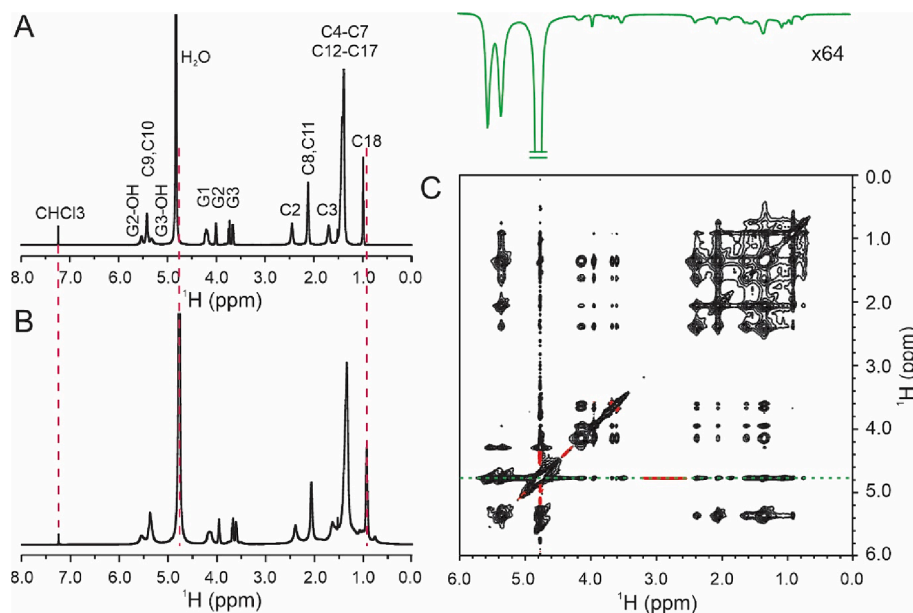 A
H₂O
C4-C7
C12-C17
C18
C9,C10
G2-OH
G3-OH
CHCl3
G1
G2
G3
C2
C8,C11
C3
8.0 7.0 6.0 5.0 4.0 3.0 2.0 1.0 0.0
¹H (ppm)
B
8.0 7.0 6.0 5.0 4.0 3.0 2.0 1.0 0.0
¹H (ppm)
x64
C
0.0
1.0
2.0
3.0
4.0
5.0
6.0
¹H (ppm)
6.0 5.0 4.0 3.0 2.0 1.0 0.0
¹H (ppm)